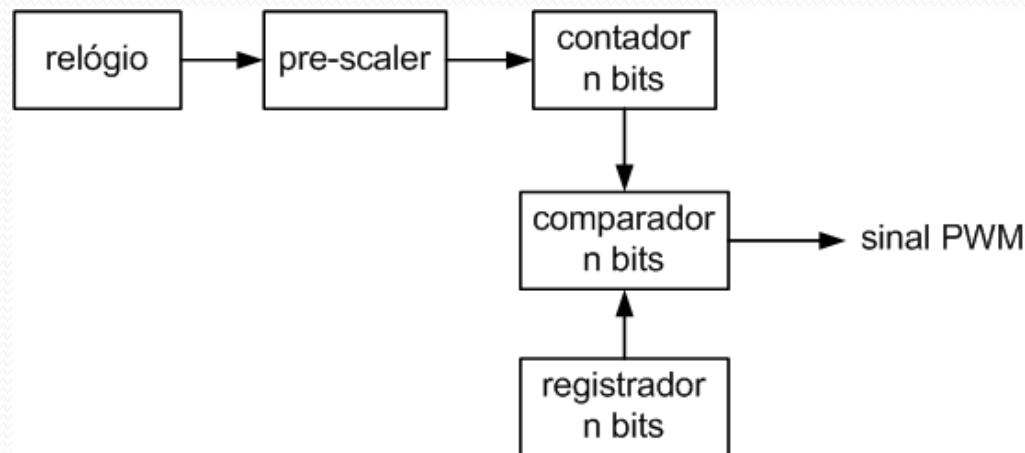 relógio
pre-scaler
contador
n bits
comparador
n bits
sinal PWM
registrador
n bits